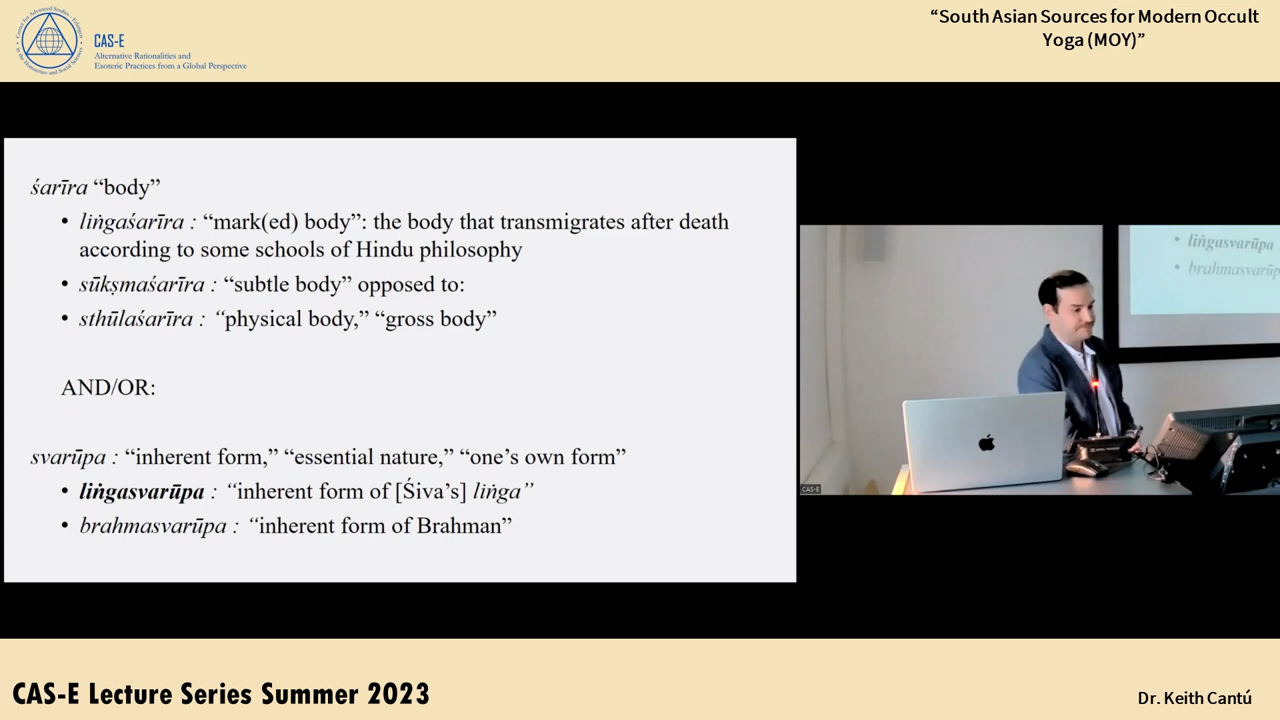 CAS-E
Alternative Rationalities and
Esoteric Practices from a Global Perspective
“South Asian Sources for Modern Occult
Yoga (MOY)”
śarīra “body”
• liṅgaśarīra : “mark(ed) body”: the body that transmigrates after death
according to some schools of Hindu philosophy
• sūkṣmaśarīra : “subtle body” opposed to:
• sthūlaśarīra : “physical body,” “gross body”
AND/OR:
svarūpa : “inherent form,” “essential nature,” “one’s own form”
• liṅgasvarūpa : “inherent form of [Śiva’s] liṅga”
• brahmasvarūpa : “inherent form of Brahman”
• liṅgasvarūpa
• brahmasvarūp
CAS-E
CAS-E Lecture Series Summer 2023
Dr. Keith Cantú